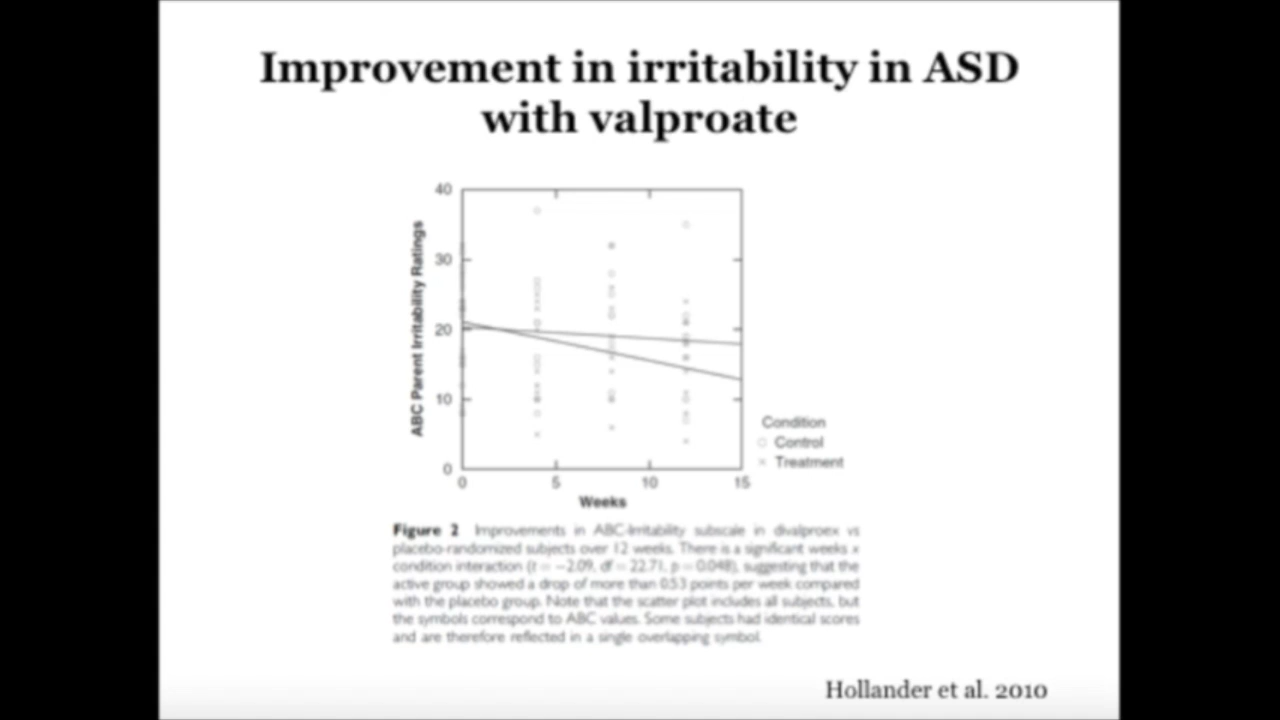 Improvement in irritability in ASD
with valproate
ABC Parent Irritability Ratings
40
30
20
10
0
0 5 10 15
Weeks
Condition
○ Control
× Treatment
Figure 2 Improvements in ABC-Irritability subscale in divalproex vs
placebo-randomized subjects over 12 weeks. There is a significant weeks x
condition interaction (t = −2.09, df = 22.71, p = 0.048), suggesting that the
active group showed a drop of more than 0.53 points per week compared
with the placebo group. Note that the scatter plot includes all subjects, but
the symbols correspond to ABC values. Some subjects had identical scores
and are therefore reflected in a single overlapping symbol.
Hollander et al. 2010